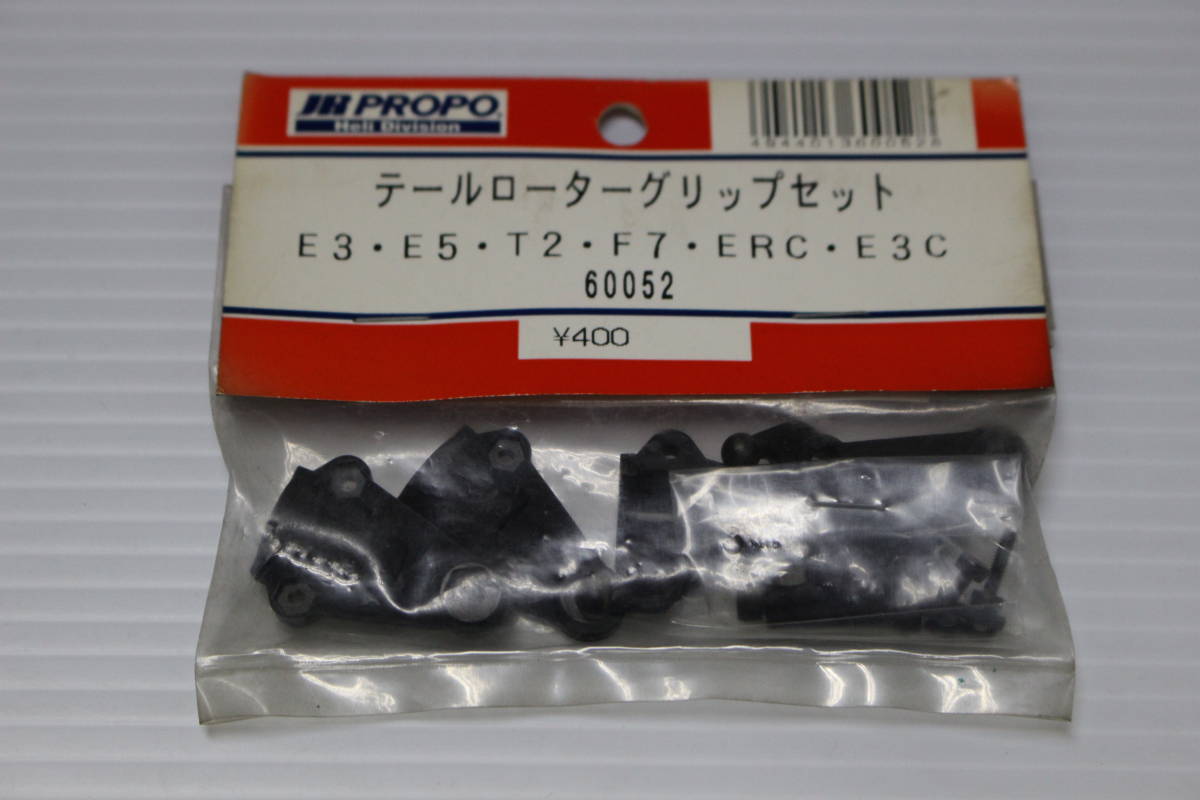 JR PROPO
Heli Division
4944013600528
テールローターグリップセット
E3・E5・T2・F7・ERC・E3C
60052
¥400